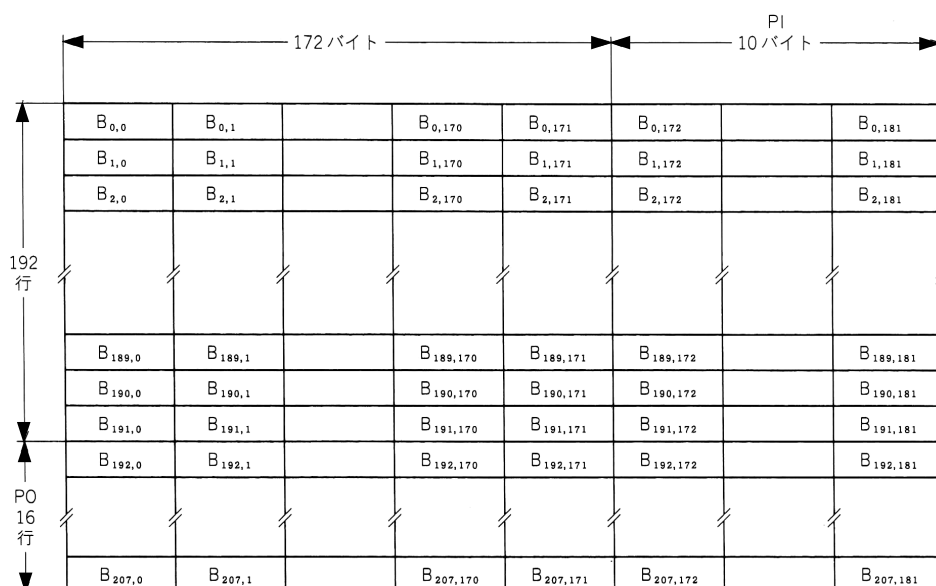 PI
172バイト 10バイト
B0,0 B0,1 B0,170 B0,171 B0,172 B0,181
B1,0 B1,1 B1,170 B1,171 B1,172 B1,181
B2,0 B2,1 B2,170 B2,171 B2,172 B2,181
192
行
B189,0 B189,1 B189,170 B189,171 B189,172 B189,181
B190,0 B190,1 B190,170 B190,171 B190,172 B190,181
B191,0 B191,1 B191,170 B191,171 B191,172 B191,181
B192,0 B192,1 B192,170 B192,171 B192,172 B192,181
PO
16
行
B207,0 B207,1 B207,170 B207,171 B207,172 B207,181